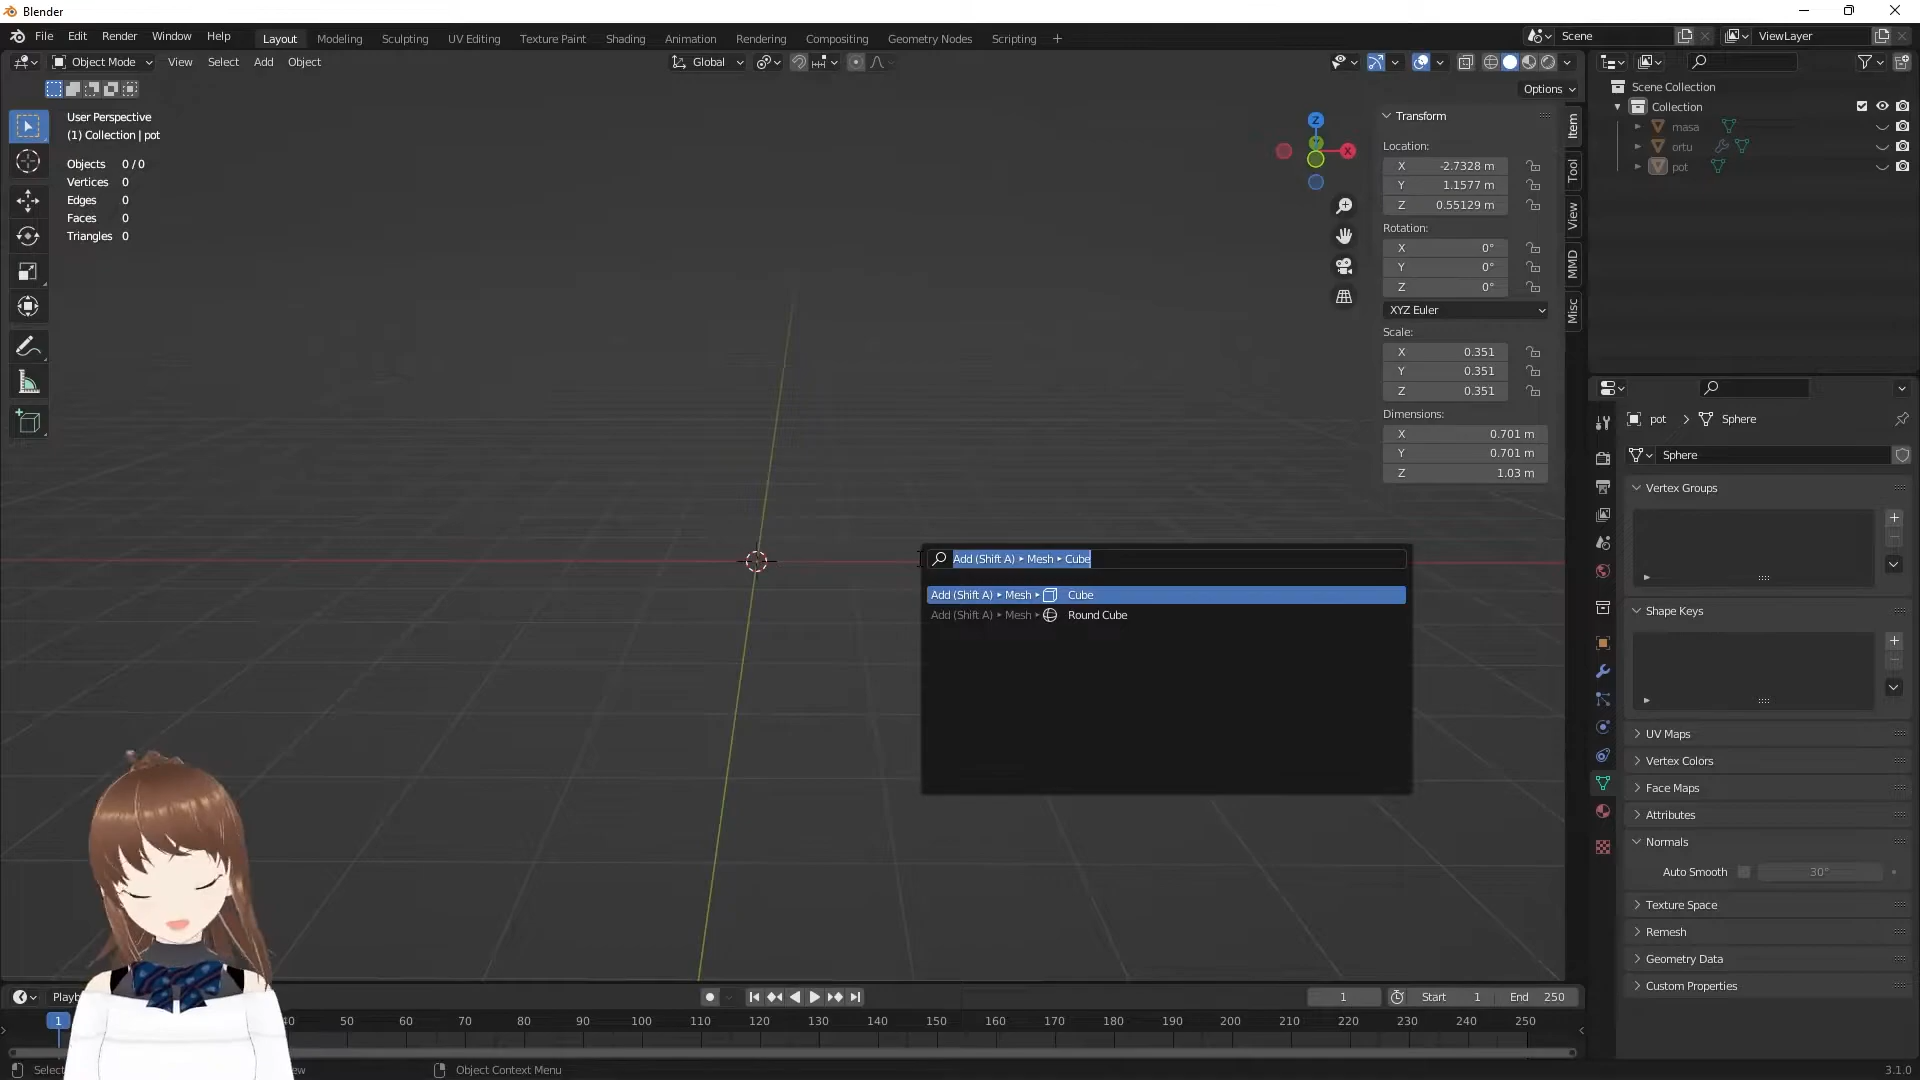 Blender
File Edit Render Window Help
Layout Modeling Sculpting UV Editing Texture Paint Shading Animation Rendering Compositing Geometry Nodes Scripting +
Scene
ViewLayer
Object Mode View Select Add Object
Global
Options
User Perspective
(1) Collection | pot
Objects 0 / 0
Vertices 0
Edges 0
Faces 0
Triangles 0
Z
X
Transform
Location:
X -2.7328 m
Y 1.1577 m
Z 0.55129 m
Rotation:
X 0°
Y 0°
Z 0°
XYZ Euler
Scale:
X 0.351
Y 0.351
Z 0.351
Dimensions:
X 0.701 m
Y 0.701 m
Z 1.03 m
Item
Tool
View
MMD
Misc
Scene Collection
Collection
masa
ortu
pot
pot > Sphere
Sphere
Vertex Groups
Shape Keys
UV Maps
Vertex Colors
Face Maps
Attributes
Normals
Auto Smooth 30°
Texture Space
Remesh
Geometry Data
Custom Properties
Add (Shift A) ▸ Mesh ▸ Cube
Add (Shift A) ▸ Mesh ▸ Cube
Add (Shift A) ▸ Mesh ▸ Round Cube
Playb
1 Start 1 End 250
1 40 50 60 70 80 90 100 110 120 130 140 150 160 170 180 190 200 210 220 230 240 250
Select
Object Context Menu
3.1.0